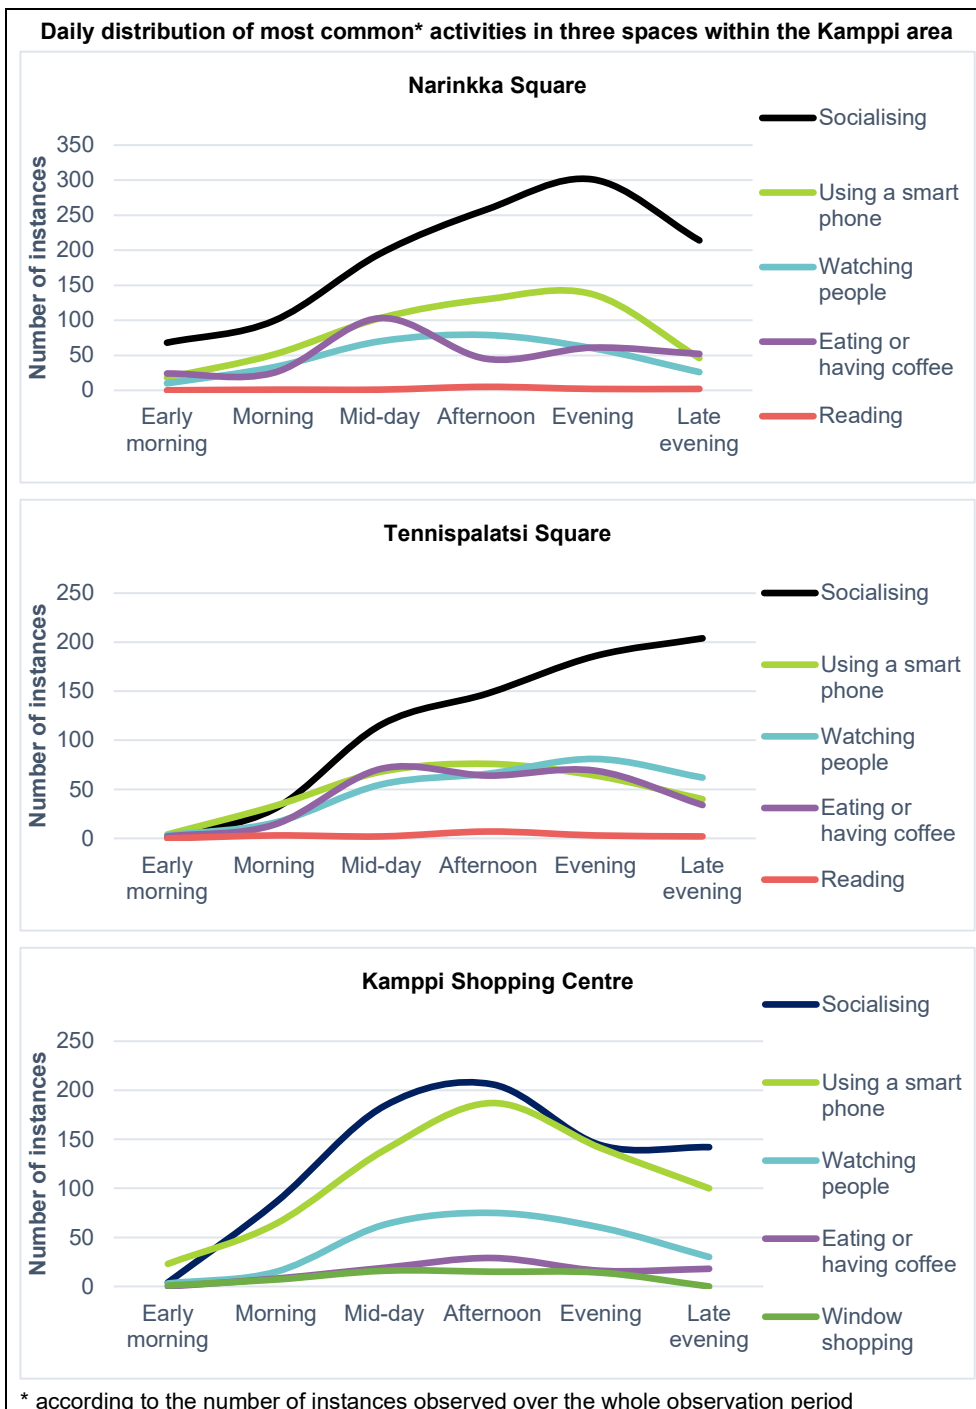 Daily distribution of most common* activities in three spaces within the Kamppi area
Narinkka Square
Number of instances
350
300
250
200
150
100
50
0
Early morning
Morning
Mid-day
Afternoon
Evening
Late evening
Socialising
Using a smart phone
Watching people
Eating or having coffee
Reading
Tennispalatsi Square
Number of instances
250
200
150
100
50
0
Early morning
Morning
Mid-day
Afternoon
Evening
Late evening
Socialising
Using a smart phone
Watching people
Eating or having coffee
Reading
Kamppi Shopping Centre
Number of instances
250
200
150
100
50
0
Early morning
Morning
Mid-day
Afternoon
Evening
Late evening
Socialising
Using a smart phone
Watching people
Eating or having coffee
Window shopping
* according to the number of instances observed over the whole observation period